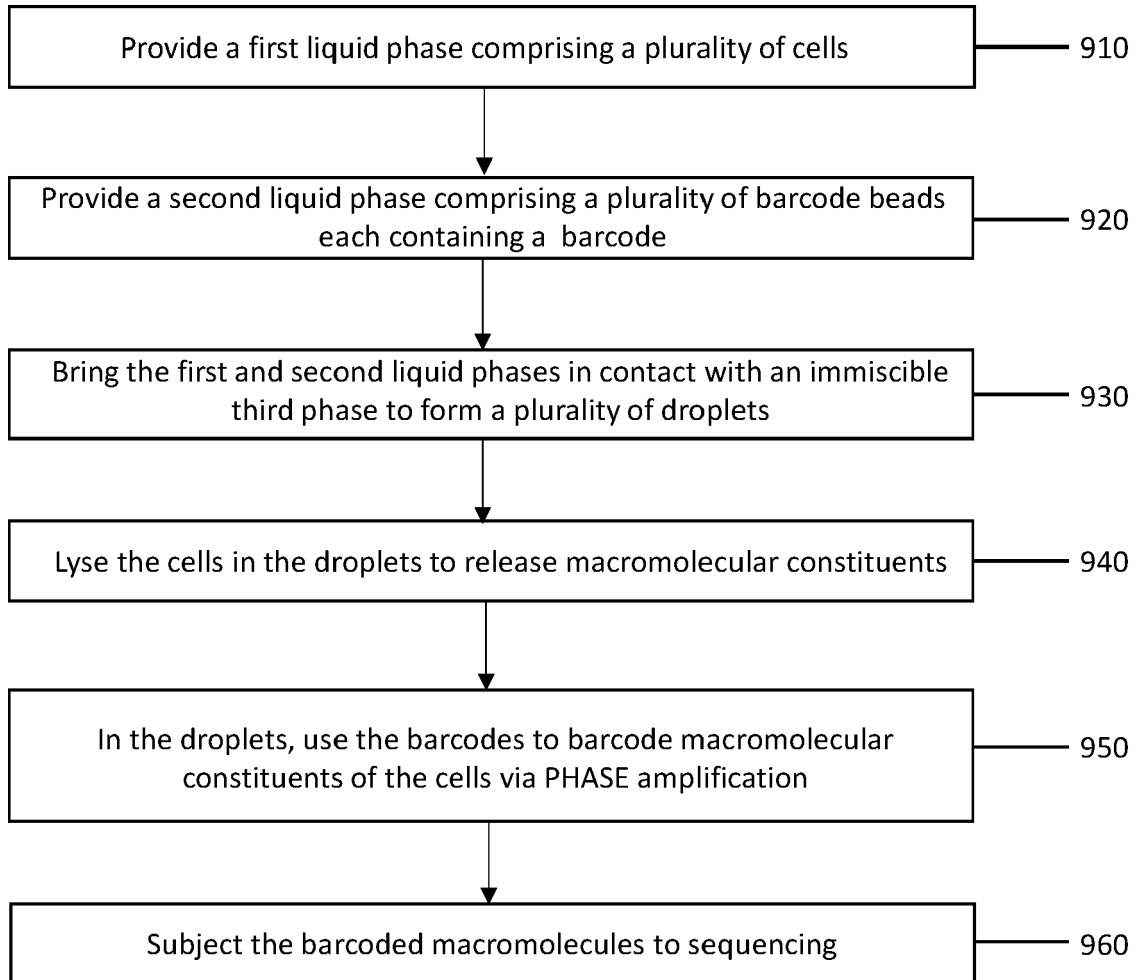 Provide a first liquid phase comprising a plurality of cells
910
Provide a second liquid phase comprising a plurality of barcode beads
each containing a  barcode
920
Bring the first and second liquid phases in contact with an immiscible
third phase to form a plurality of droplets
930
Lyse the cells in the droplets to release macromolecular constituents
940
In the droplets, use the barcodes to barcode macromolecular
constituents of the cells via PHASE amplification
950
Subject the barcoded macromolecules to sequencing
960